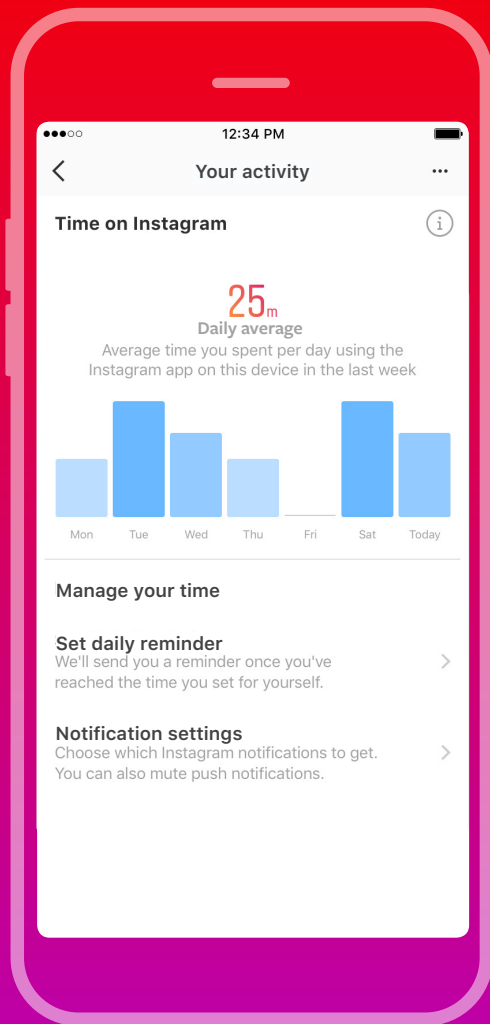 12:34 PM
Your activity
Time on Instagram
25m
Daily average
Average time you spent per day using the
Instagram app on this device in the last week
Mon Tue Wed Thu Fri Sat Today
Manage your time
Set daily reminder
We'll send you a reminder once you've
reached the time you set for yourself.
Notification settings
Choose which Instagram notifications to get.
You can also mute push notifications.